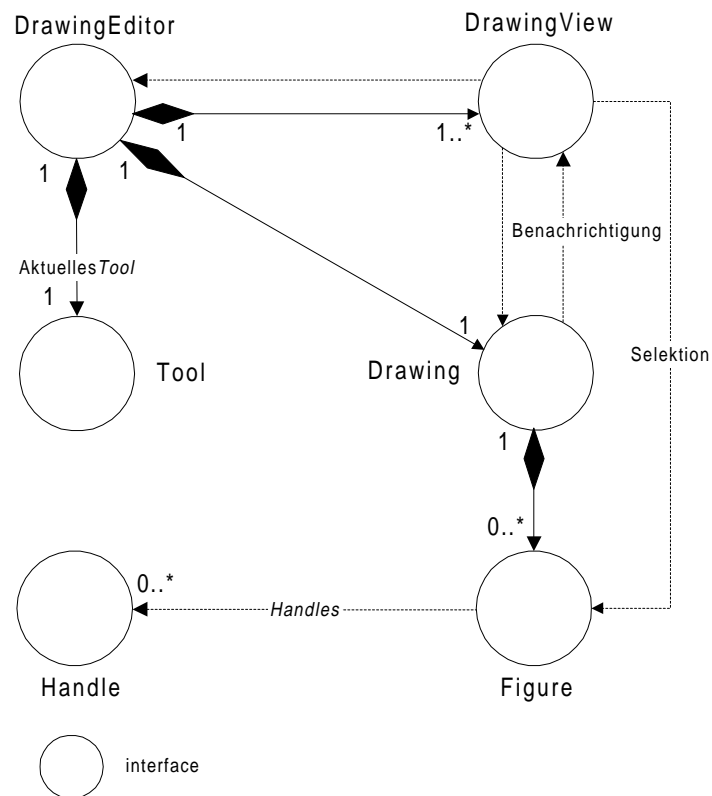 DrawingEditor
DrawingView
1
1..*
1
1
Benachrichtigung
AktuellesTool
1
1
Tool
Drawing
Selektion
1
0..*
0..*
Handles
Handle
Figure
interface